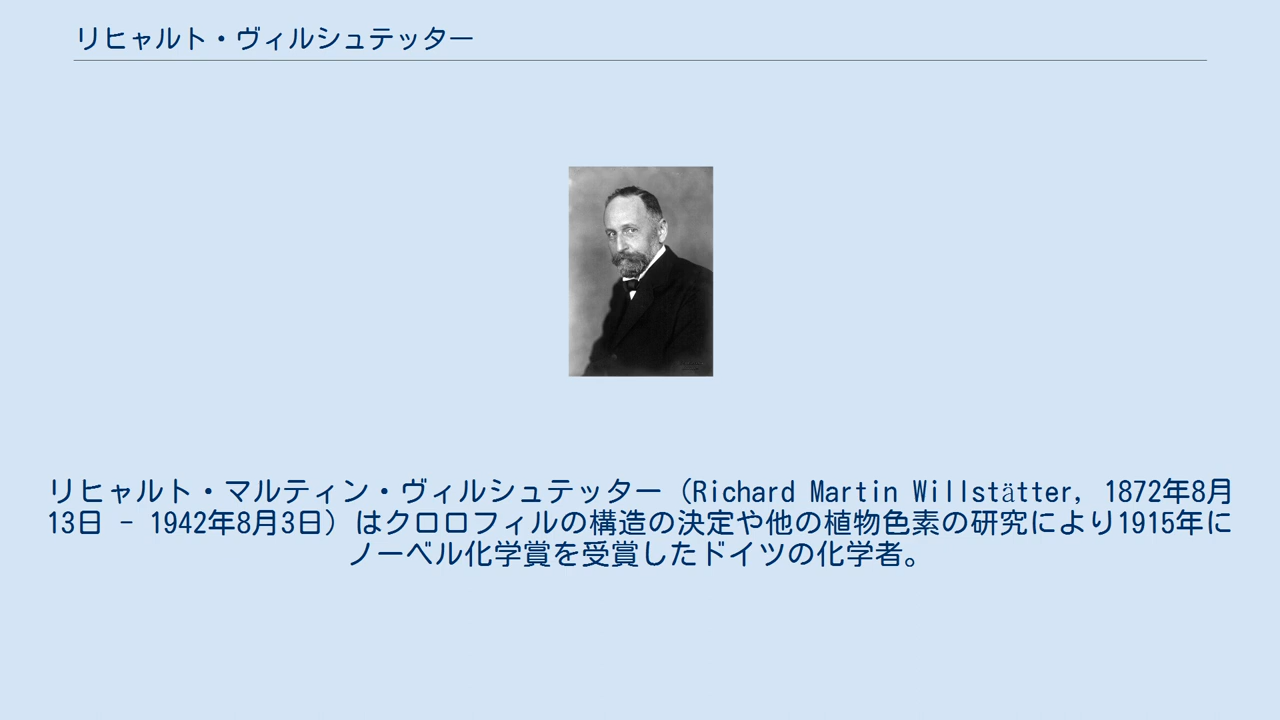 リヒャルト・ヴィルシュテッター
リヒャルト・マルティン・ヴィルシュテッター（Richard Martin Willstätter, 1872年8月
13日 - 1942年8月3日）はクロロフィルの構造の決定や他の植物色素の研究により1915年に
ノーベル化学賞を受賞したドイツの化学者。